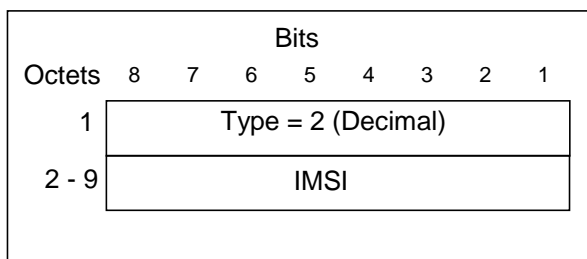 Bits
Octets 8 7 6 5 4 3 2 1
1 Type = 2 (Decimal)
2 - 9 IMSI